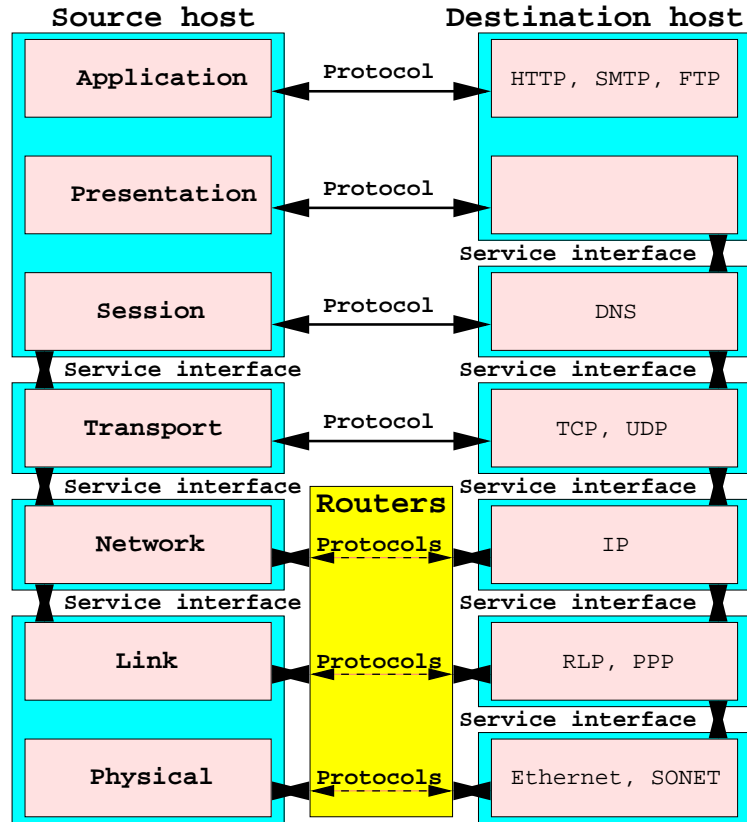 Source host
Destination host
Application
Protocol
HTTP, SMTP, FTP
Presentation
Protocol
Service interface
Session
Protocol
DNS
Service interface
Service interface
Transport
Protocol
TCP, UDP
Service interface
Service interface
Routers
Network
Protocols
IP
Service interface
Service interface
Link
Protocols
RLP, PPP
Service interface
Physical
Protocols
Ethernet, SONET